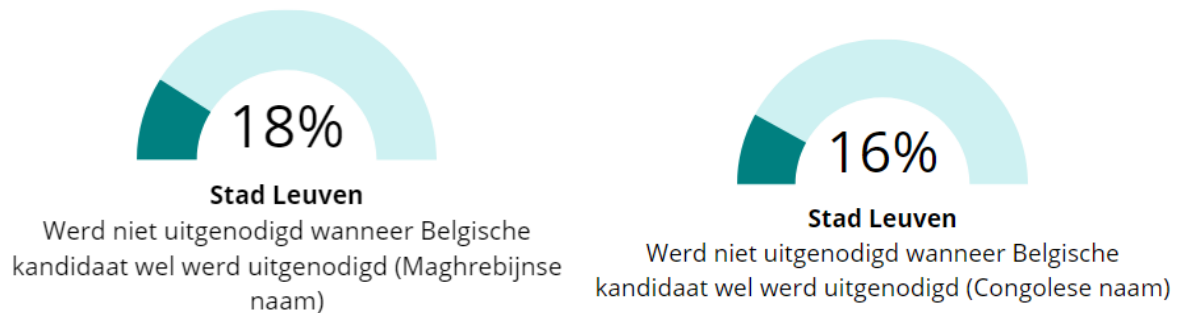 18%
Stad Leuven
Werd niet uitgenodigd wanneer Belgische
kandidaat wel werd uitgenodigd (Maghrebijnse
naam)
16%
Stad Leuven
Werd niet uitgenodigd wanneer Belgische
kandidaat wel werd uitgenodigd (Congolese naam)